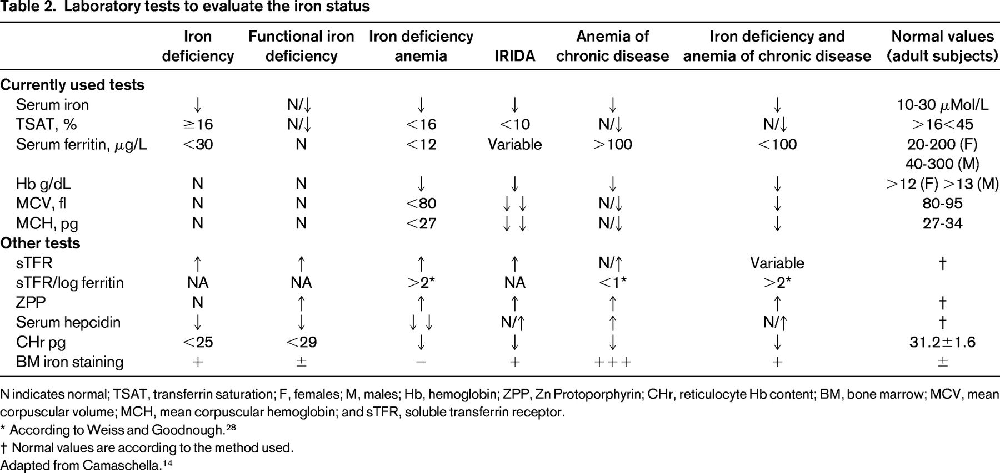 Table 2. Laboratory tests to evaluate the iron status
Iron deficiency Functional iron deficiency Iron deficiency anemia IRIDA Anemia of chronic disease Iron deficiency and anemia of chronic disease Normal values (adult subjects)
Currently used tests
Serum iron ↓ N/↓ ↓ ↓ ↓ ↓ 10-30 μMol/L
TSAT, % ≥16 N/↓ <16 <10 N/↓ N/↓ >16<45
Serum ferritin, μg/L <30 N <12 Variable >100 <100 20-200 (F)
40-300 (M)
Hb g/dL N N ↓ ↓ ↓ ↓ >12 (F) >13 (M)
MCV, fl N N <80 ↓ ↓ N/↓ ↓ 80-95
MCH, pg N N <27 ↓ ↓ N/↓ ↓ 27-34
Other tests
sTFR ↑ ↑ ↑ ↑ N/↑ Variable †
sTFR/log ferritin NA NA >2* NA <1* >2*
ZPP N ↑ ↑ ↑ ↑ ↑ †
Serum hepcidin ↓ ↓ ↓ ↓ N/↑ ↑ N/↑ †
CHr pg <25 <29 ↓ ↓ ↓ ↓ 31.2±1.6
BM iron staining + ± − + +++ + ±
N indicates normal; TSAT, transferrin saturation; F, females; M, males; Hb, hemoglobin; ZPP, Zn Protoporphyrin; CHr, reticulocyte Hb content; BM, bone marrow; MCV, mean
corpuscular volume; MCH, mean corpuscular hemoglobin; and sTFR, soluble transferrin receptor.
* According to Weiss and Goodnough.28
† Normal values are according to the method used.
Adapted from Camaschella.14